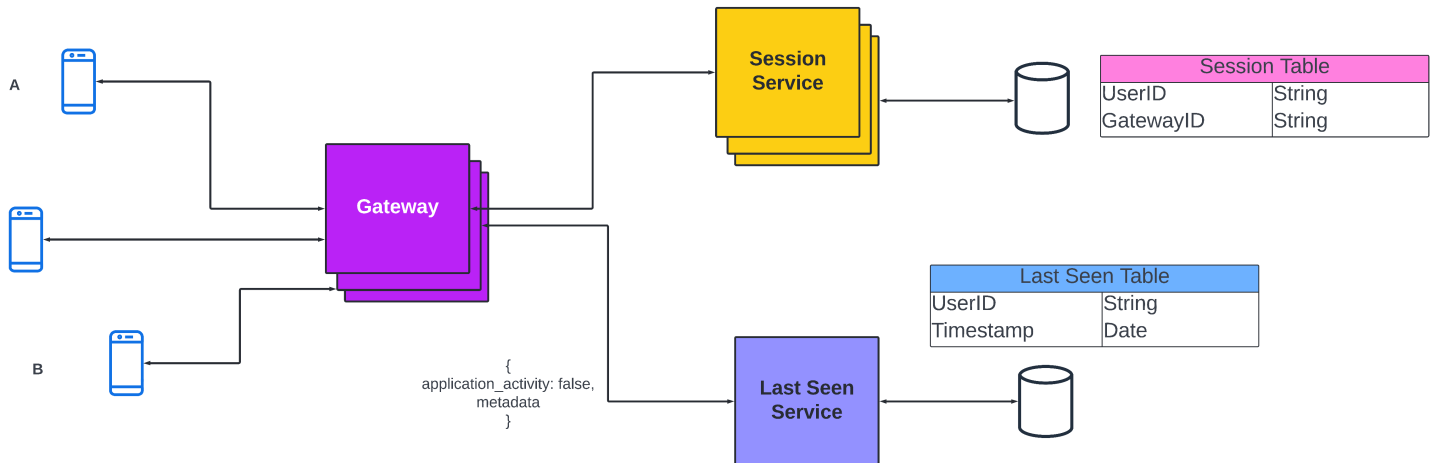 A
B
Gateway
Session
Service
Session Table
UserID String
GatewayID String
Last Seen Table
UserID String
Timestamp Date
{
application_activity: false,
metadata
}
Last Seen
Service